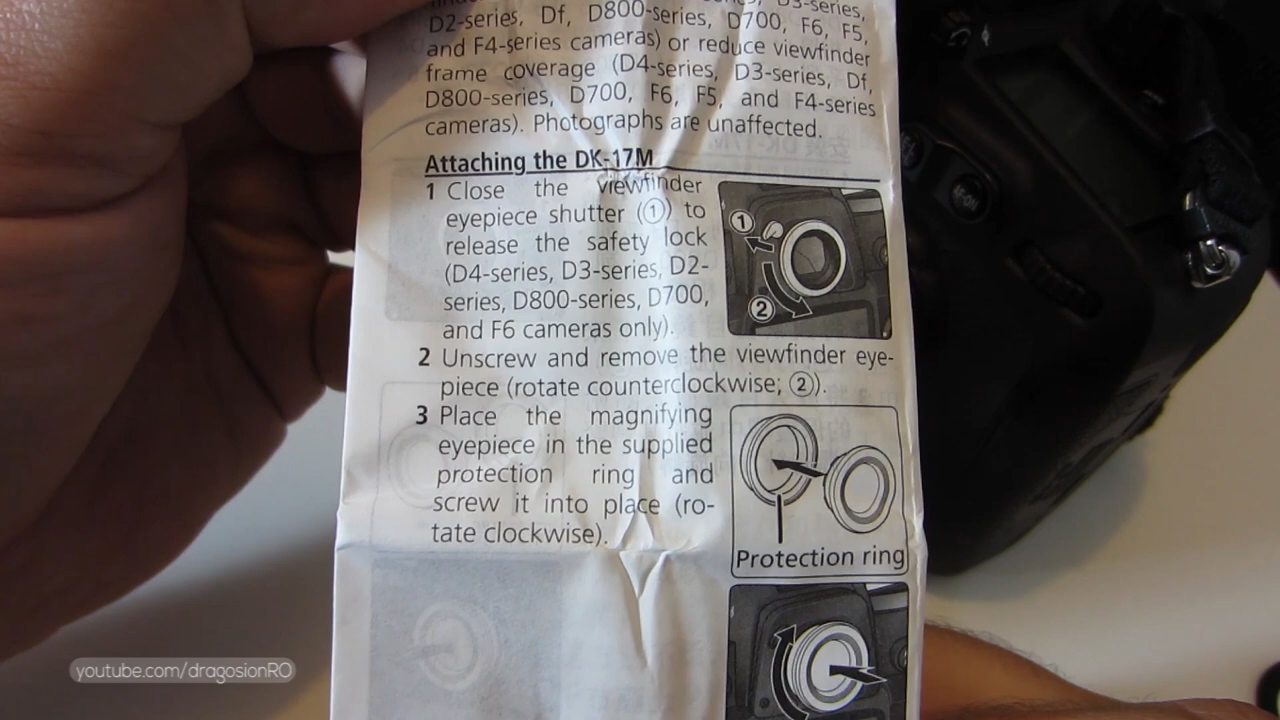 D3-series,
D2-series, Df, D800-series, D700, F6, F5,
and F4-series cameras) or reduce viewfinder
frame coverage (D4-series, D3-series, Df,
D800-series, D700, F6, F5, and F4-series
cameras). Photographs are unaffected.
Attaching the DK-17M
1 Close the viewfinder
eyepiece shutter (①) to
release the safety lock
(D4-series, D3-series, D2-
series, D800-series, D700,
and F6 cameras only).
①
②
2 Unscrew and remove the viewfinder eye-
piece (rotate counterclockwise; ②).
3 Place the magnifying
eyepiece in the supplied
protection ring and
screw it into place (ro-
tate clockwise).
Protection ring
youtube.com/dragosionRO